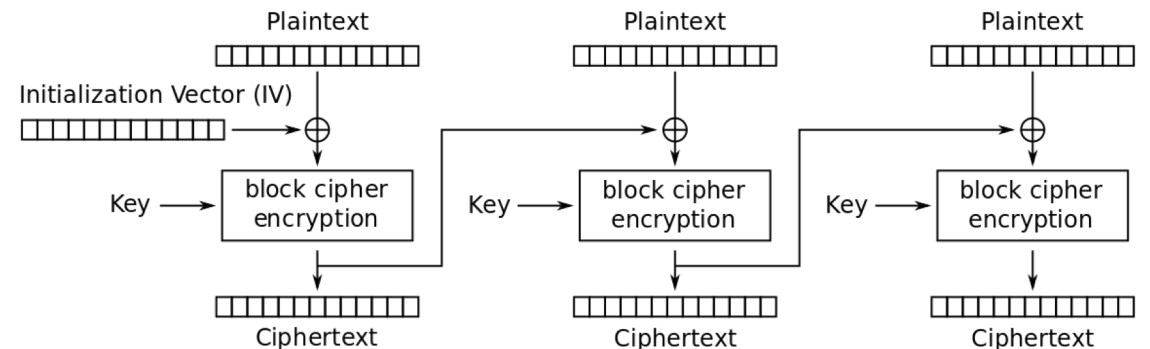 Plaintext
Plaintext
Plaintext
Initialization Vector (IV)
Key
block cipher
encryption
Key
block cipher
encryption
Key
block cipher
encryption
Ciphertext
Ciphertext
Ciphertext